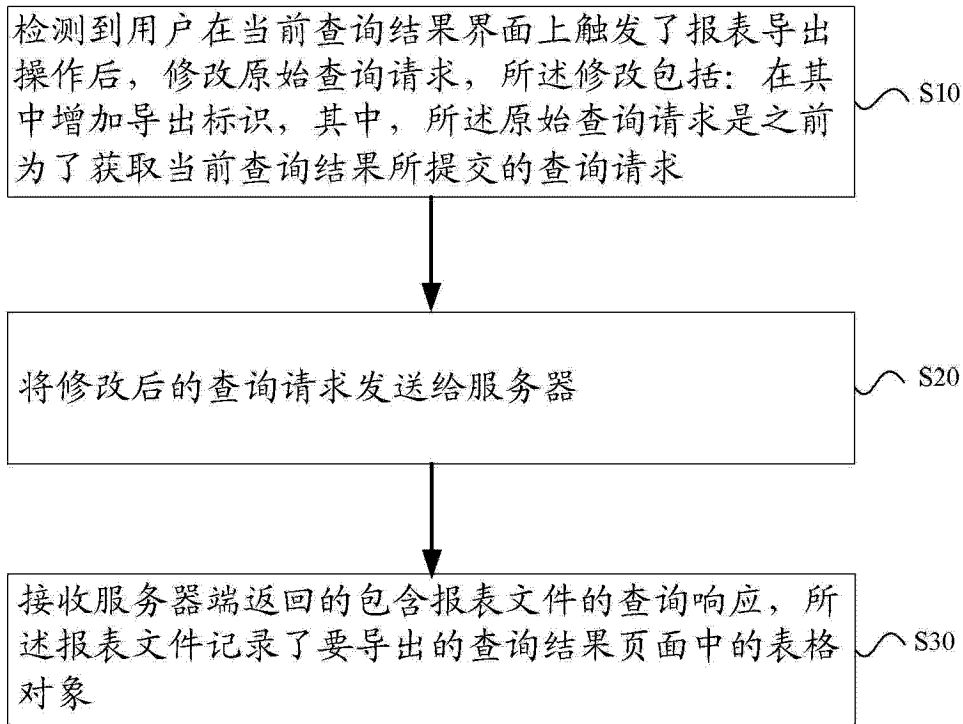 检测到用户在当前查询结果界面上触发了报表导出
操作后，修改原始查询请求，所述修改包括：在其
中增加导出标识，其中，所述原始查询请求是之前
为了获取当前查询结果所提交的查询请求
S10
将修改后的查询请求发送给服务器
S20
接收服务器端返回的包含报表文件的查询响应，所
述报表文件记录了要导出的查询结果页面中的表格
对象
S30